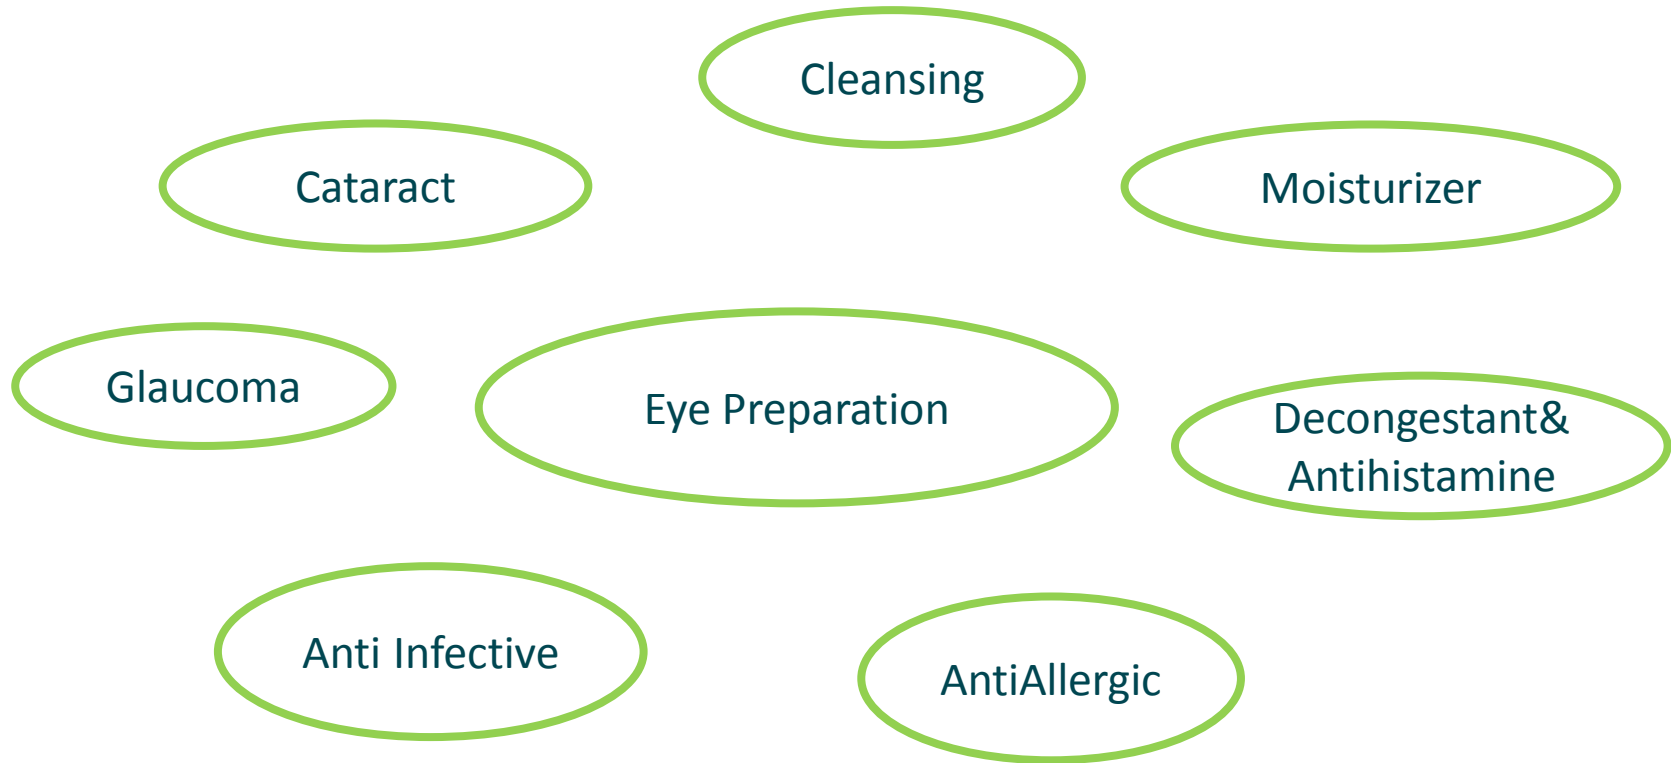 Cleansing
Cataract
Moisturizer
Glaucoma
Eye Preparation
Decongestant&
Antihistamine
Anti Infective
AntiAllergic